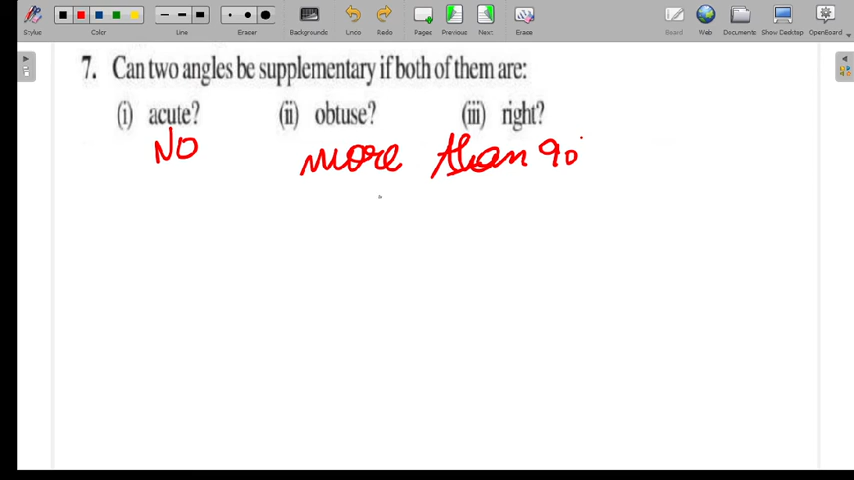 Stylus Color Line Eraser Backgrounds Undo Redo Pages Previous Next Erase Board Web Documents Show Desktop OpenBoard
7. Can two angles be supplementary if both of them are:
(i) acute? (ii) obtuse? (iii) right?
NO more than 90